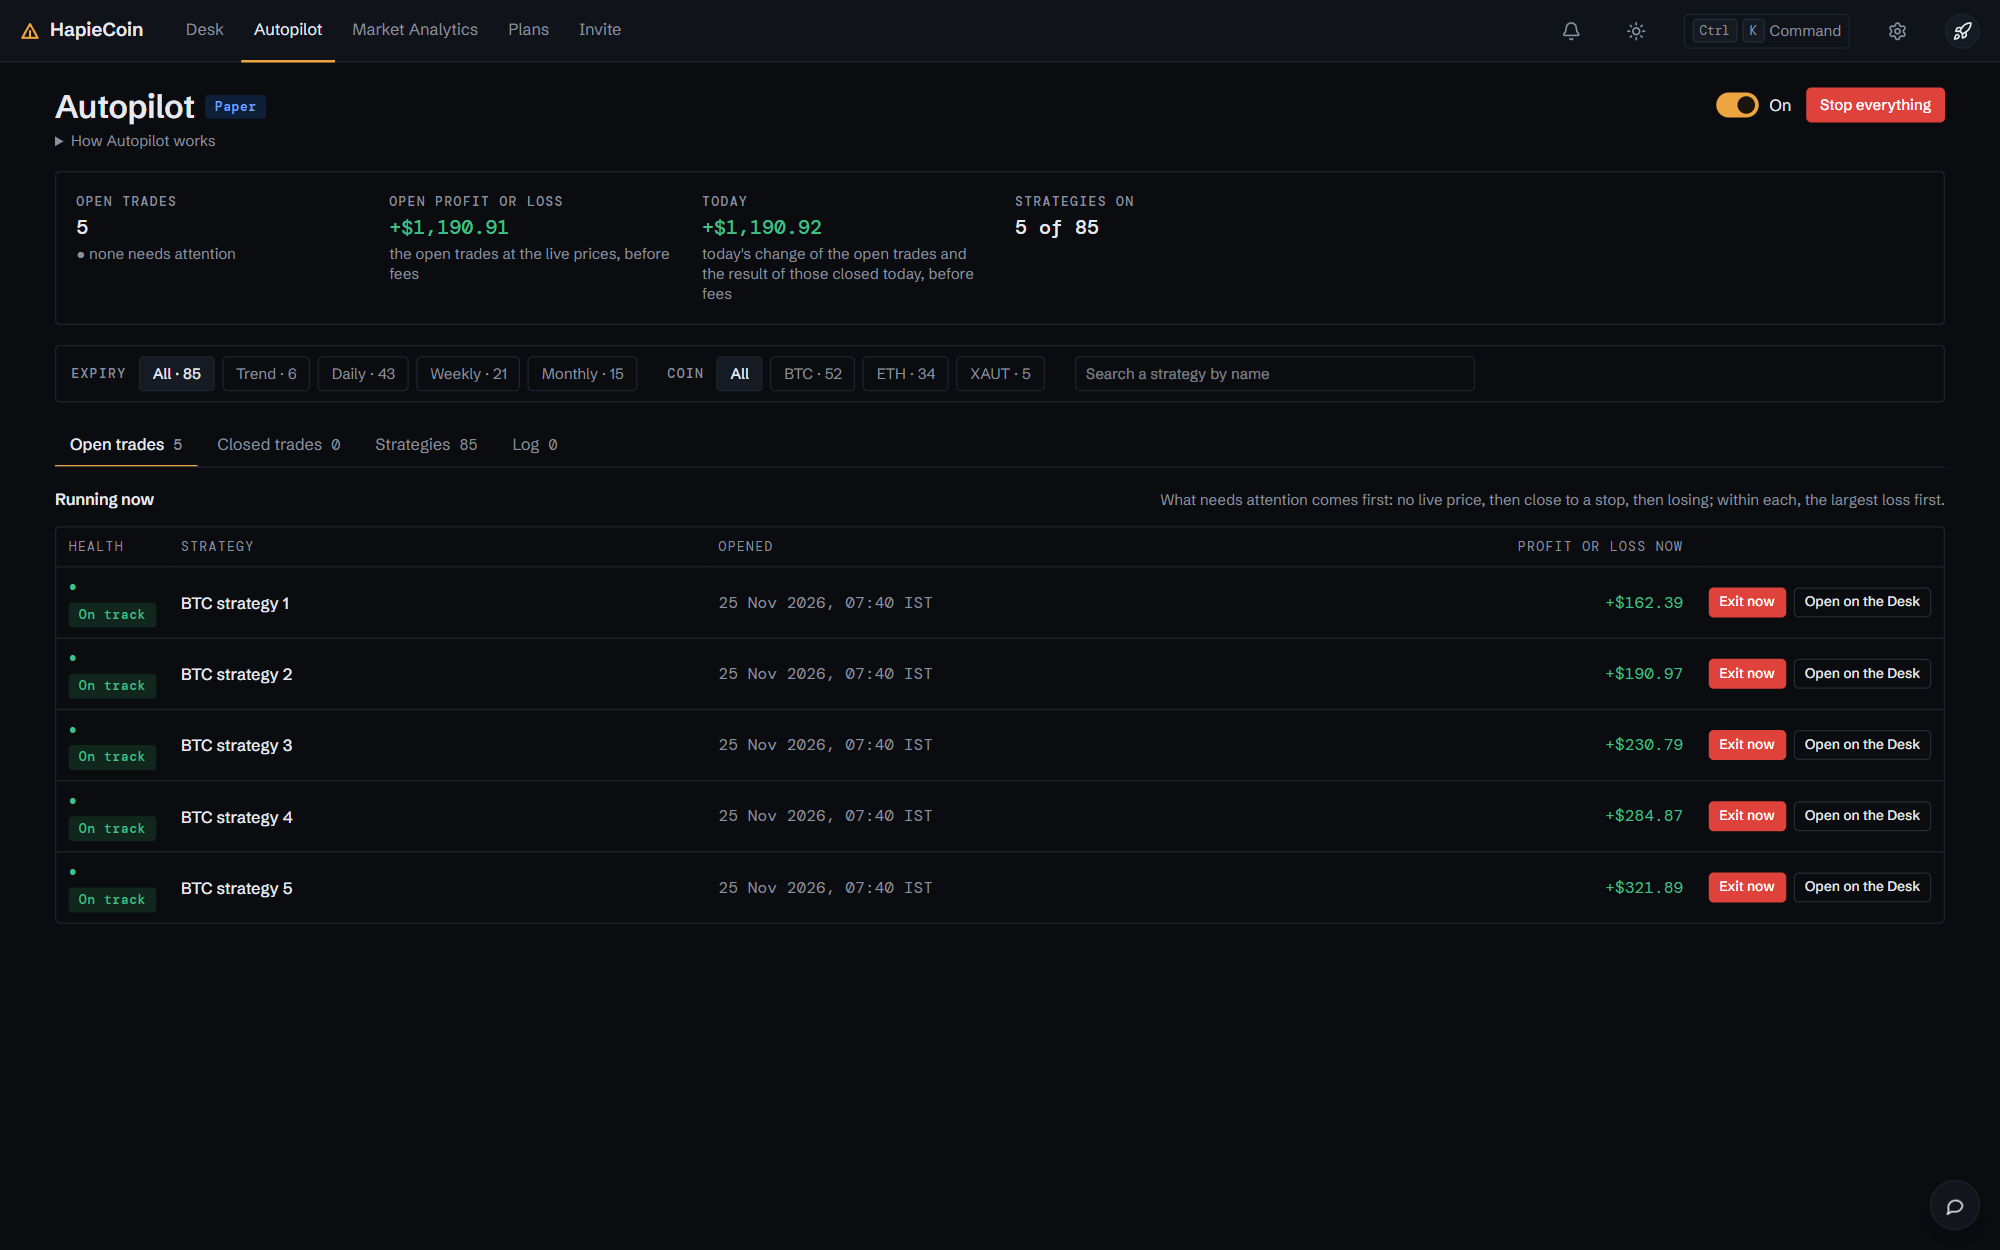 HapieCoin
Desk
Autopilot
Market Analytics
Plans
Invite
Ctrl K Command
Autopilot Paper
On
Stop everything
▶ How Autopilot works
OPEN TRADES
5
● none needs attention
OPEN PROFIT OR LOSS
+$1,190.91
the open trades at the live prices, before
fees
TODAY
+$1,190.92
today's change of the open trades and
the result of those closed today, before
fees
STRATEGIES ON
5 of 85
EXPIRY All · 85 Trend · 6 Daily · 43 Weekly · 21 Monthly · 15 COIN All BTC · 52 ETH · 34 XAUT · 5 Search a strategy by name
Open trades 5 Closed trades 0 Strategies 85 Log 0
Running now
What needs attention comes first: no live price, then close to a stop, then losing; within each, the largest loss first.
HEALTH STRATEGY OPENED PROFIT OR LOSS NOW
On track BTC strategy 1 25 Nov 2026, 07:40 IST +$162.39 Exit now Open on the Desk
On track BTC strategy 2 25 Nov 2026, 07:40 IST +$190.97 Exit now Open on the Desk
On track BTC strategy 3 25 Nov 2026, 07:40 IST +$230.79 Exit now Open on the Desk
On track BTC strategy 4 25 Nov 2026, 07:40 IST +$284.87 Exit now Open on the Desk
On track BTC strategy 5 25 Nov 2026, 07:40 IST +$321.89 Exit now Open on the Desk